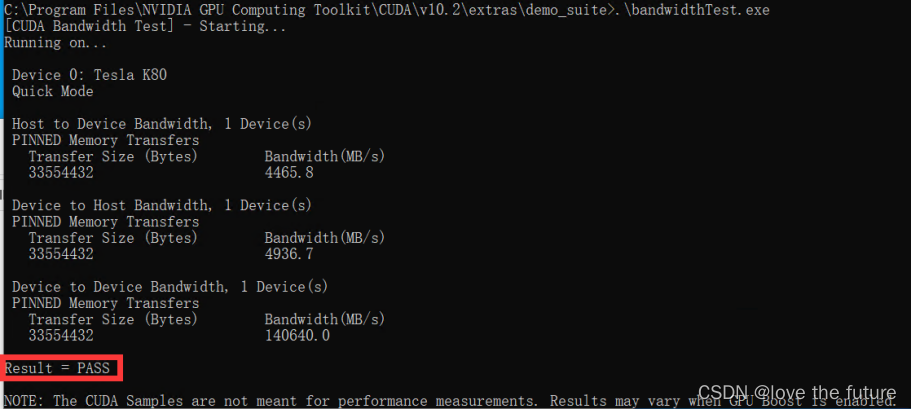 C:\Program Files\NVIDIA GPU Computing Toolkit\CUDA\v10.2\extras\demo_suite>.\bandwidthTest.exe
[CUDA Bandwidth Test] - Starting...
Running on...
Device 0: Tesla K80
Quick Mode
Host to Device Bandwidth, 1 Device(s)
PINNED Memory Transfers
Transfer Size (Bytes) Bandwidth(MB/s)
33554432 4465.8
Device to Host Bandwidth, 1 Device(s)
PINNED Memory Transfers
Transfer Size (Bytes) Bandwidth(MB/s)
33554432 4936.7
Device to Device Bandwidth, 1 Device(s)
PINNED Memory Transfers
Transfer Size (Bytes) Bandwidth(MB/s)
33554432 140640.0
Result = PASS
NOTE: The CUDA Samples are not meant for performance measurements. Results may vary when GPU Boost is enabled.
CSDN @love the future